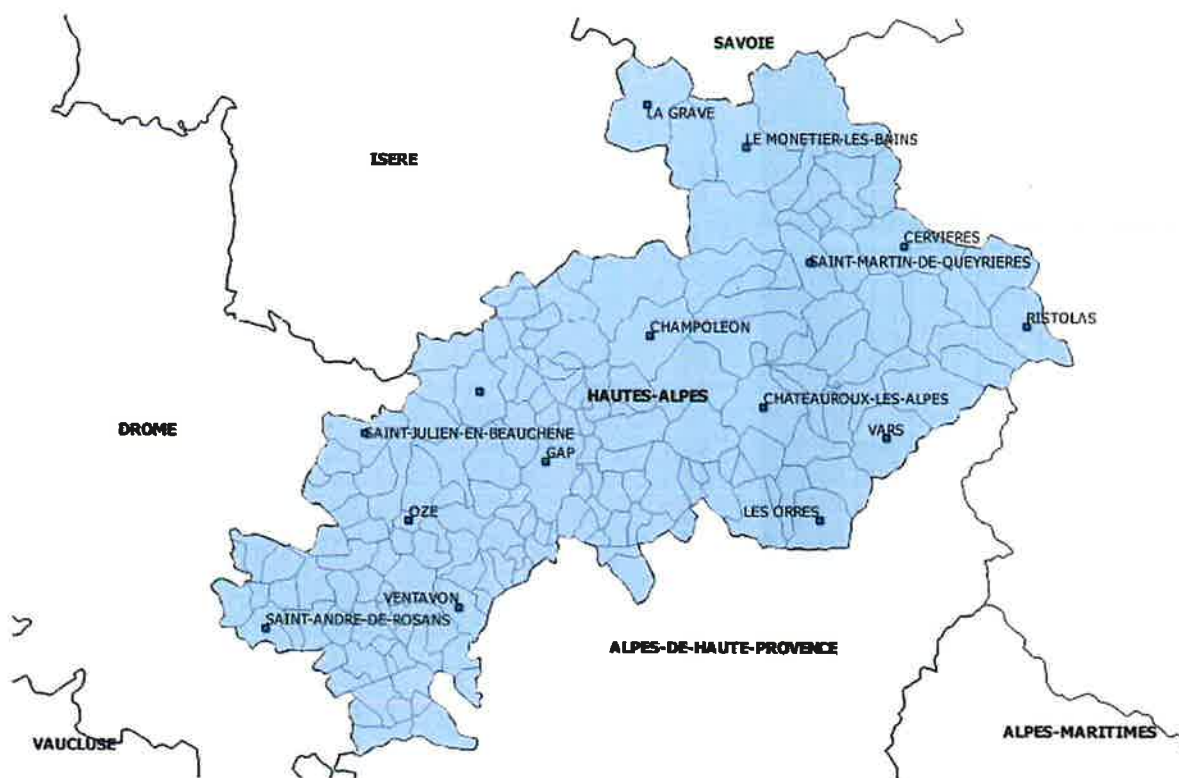 SAVOIE
LA GRAVE
LE MONETIER-LES-BAINS
ISERE
CERVIERES
SAINT-MARTIN-DE-QUEYRIERES
RISTOLAS
CHAMPOLEON
HAUTES-ALPES
CHATEAUROUX-LES-ALPES
DROME
SAINT-JULIEN-EN-BEAUCHENE
VARS
GAP
OZE
LES ORRES
VENTAVON
SAINT-ANDRE-DE-ROSANS
ALPES-DE-HAUTE-PROVENCE
ALPES-MARITIMES
VAUCLUSE